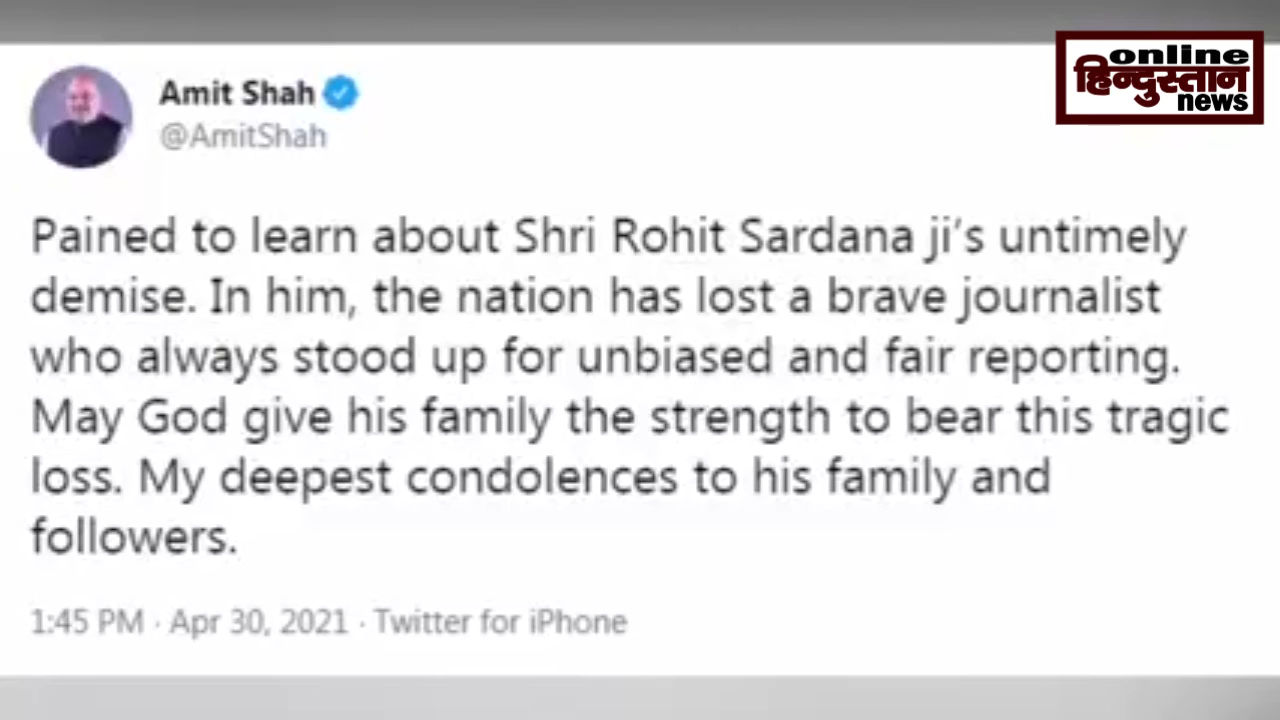 online
हिन्दुस्तान
news
Amit Shah
@AmitShah
Pained to learn about Shri Rohit Sardana ji's untimely
demise. In him, the nation has lost a brave journalist
who always stood up for unbiased and fair reporting.
May God give his family the strength to bear this tragic
loss. My deepest condolences to his family and
followers.
1:45 PM · Apr 30, 2021 · Twitter for iPhone